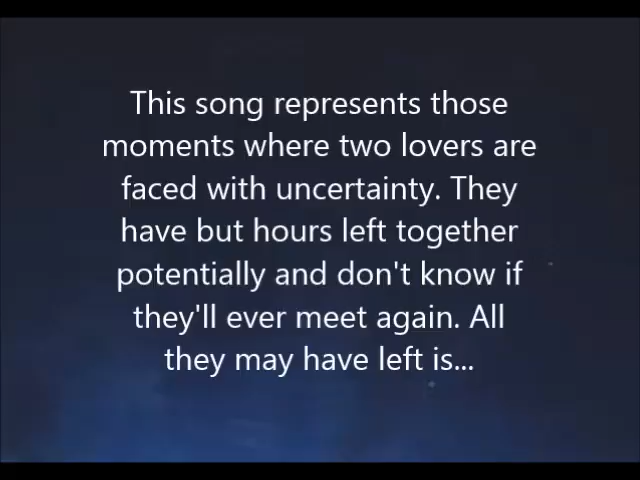 This song represents those
moments where two lovers are
faced with uncertainty. They
have but hours left together
potentially and don't know if
they'll ever meet again. All
they may have left is...